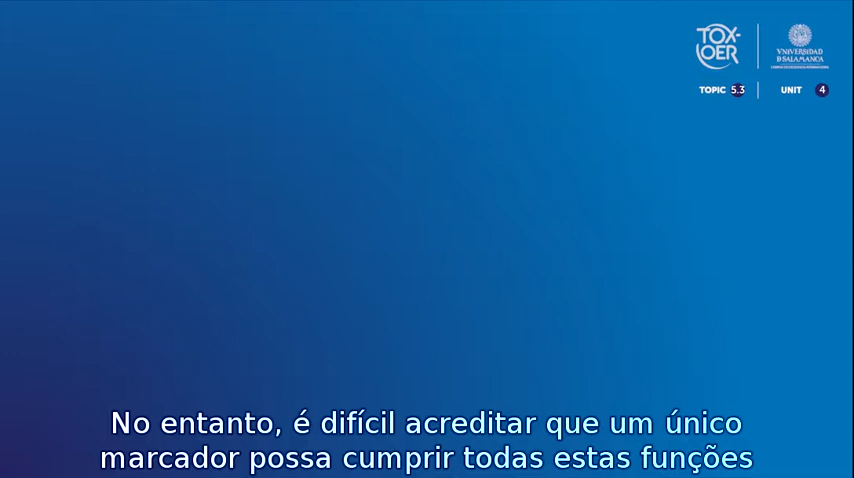 TOX-
OER
VNIVERSIDAD
D SALAMANCA
TOPIC 5.3
UNIT 4
No entanto, é difícil acreditar que um único
marcador possa cumprir todas estas funções